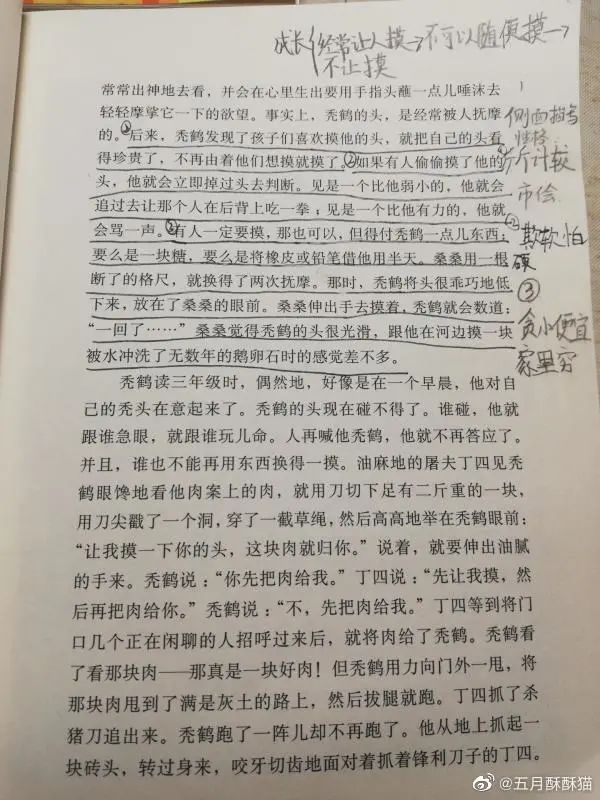 成长 经常让人摸→不可以随便摸→
不让摸
常常出神地去看，并会在心里生出要用手指头蘸一点儿唾沫去
轻轻摩挲它一下的欲望。事实上，秃鹤的头，是经常被人抚摩
的。①后来，秃鹤发现了孩子们喜欢摸他的头，就把自己的头看
得珍贵了，不再由着他们想摸就摸了。②如果有人偷偷摸了他的
头，他就会立即掉过头去判断。见是一个比他弱小的，他就会
追过去让那个人在后背上吃一拳；见是一个比他有力的，他就
会骂一声。③有人一定要摸，那也可以，但得付秃鹤一点儿东西：
要么是一块糖，要么是将橡皮或铅笔借他用半天。桑桑用一根
断了的格尺，就换得了两次抚摩。那时，秃鹤将头很乖巧地低
下来，放在了桑桑的眼前。桑桑伸出手去摸着，秃鹤就会数道：
“一回了……”桑桑觉得秃鹤的头很光滑，跟他在河边摸一块
被水冲洗了无数年的鹅卵石时的感觉差不多。
秃鹤读三年级时，偶然地，好像是在一个早晨，他对自
己的秃头在意起来了。秃鹤的头现在碰不得了。谁碰，他就
跟谁急眼，就跟谁玩儿命。人再喊他秃鹤，他就不再答应了。
并且，谁也不能再用东西换得一摸。油麻地的屠夫丁四见秃
鹤眼馋地看他肉案上的肉，就用刀切下足有二斤重的一块，
用刀尖戳了一个洞，穿了一截草绳，然后高高地举在秃鹤眼前：
“让我摸一下你的头，这块肉就归你。”说着，就要伸出油腻
的手来。秃鹤说：“你先把肉给我。”丁四说：“先让我摸，然
后再把肉给你。”秃鹤说：“不，先把肉给我。”丁四等到将门
口几个正在闲聊的人招呼过来后，就将肉给了秃鹤。秃鹤看
了看那块肉——那真是一块好肉！但秃鹤用力向门外一甩，将
那块肉甩到了满是灰土的路上，然后拔腿就跑。丁四抓了杀
猪刀追出来。秃鹤跑了一阵儿却不再跑了。他从地上抓起一
块砖头，转过身来，咬牙切齿地面对着抓着锋利刀子的丁四。
侧面描写
性格
斤斤计较
市侩
②
欺软怕
硬
③
贪小便宜
家里穷
@五月酥酥猫